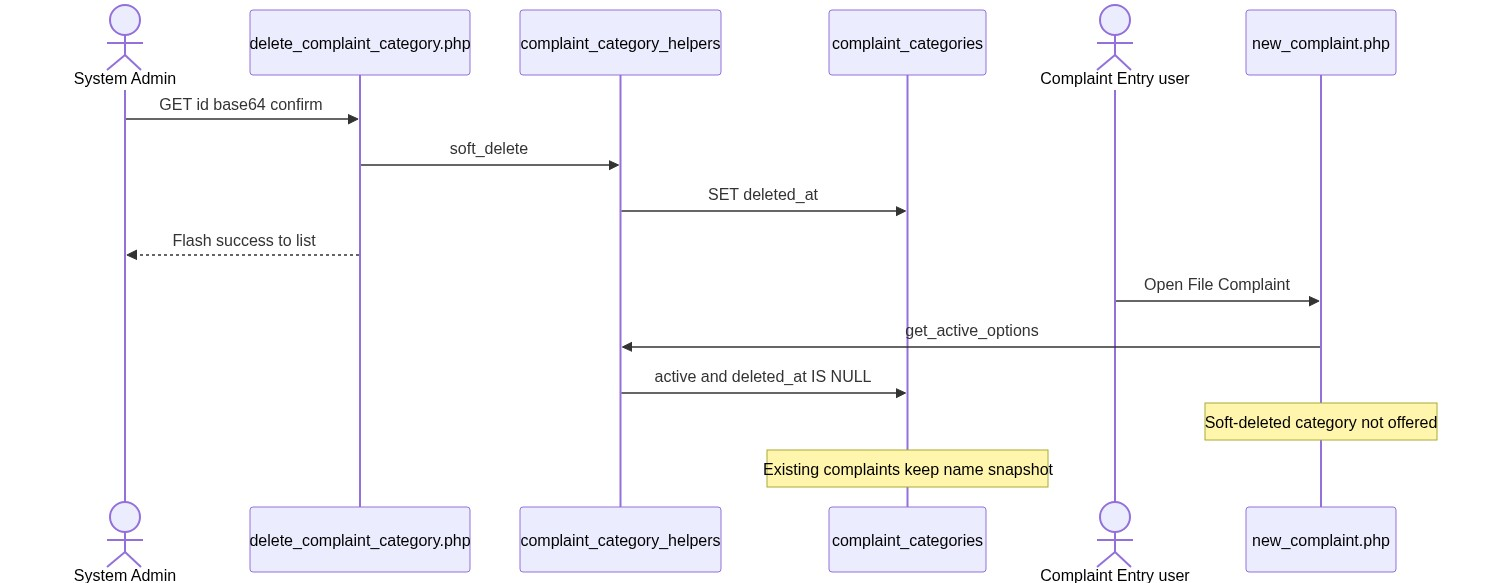 System Admin
delete_complaint_category.php
complaint_category_helpers
complaint_categories
Complaint Entry user
new_complaint.php
GET id base64 confirm
soft_delete
SET deleted_at
Flash success to list
Open File Complaint
get_active_options
active and deleted_at IS NULL
Soft-deleted category not offered
Existing complaints keep name snapshot
System Admin
delete_complaint_category.php
complaint_category_helpers
complaint_categories
Complaint Entry user
new_complaint.php